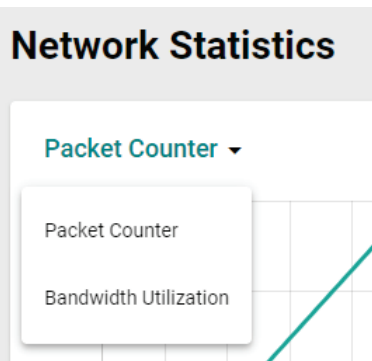 Network Statistics
Packet Counter
Packet Counter
Bandwidth Utilization